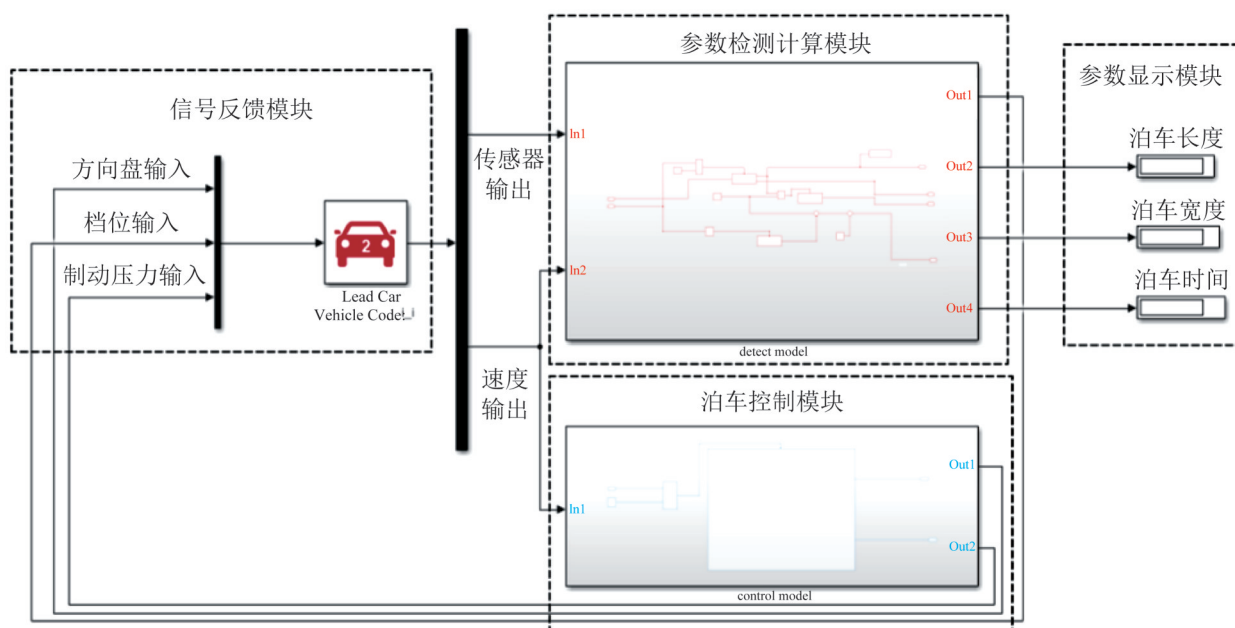 信号反馈模块
方向盘输入
档位输入
制动压力输入
2
Lead Car
传感器
输出
速度
输出
参数检测计算模块
In1
In2
Out1
Out2
Out3
Out4
detect model
泊车控制模块
In1
Out1
Out2
control model
参数显示模块
泊车长度
泊车宽度
泊车时间